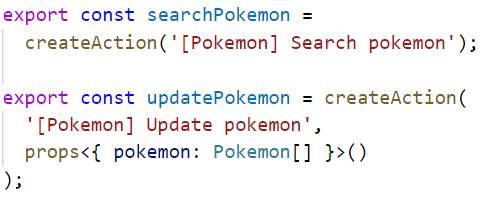 export const searchPokemon =
  createAction('[Pokemon] Search pokemon');

export const updatePokemon = createAction(
  '[Pokemon] Update pokemon',
  props<{ pokemon: Pokemon[] }>()
);